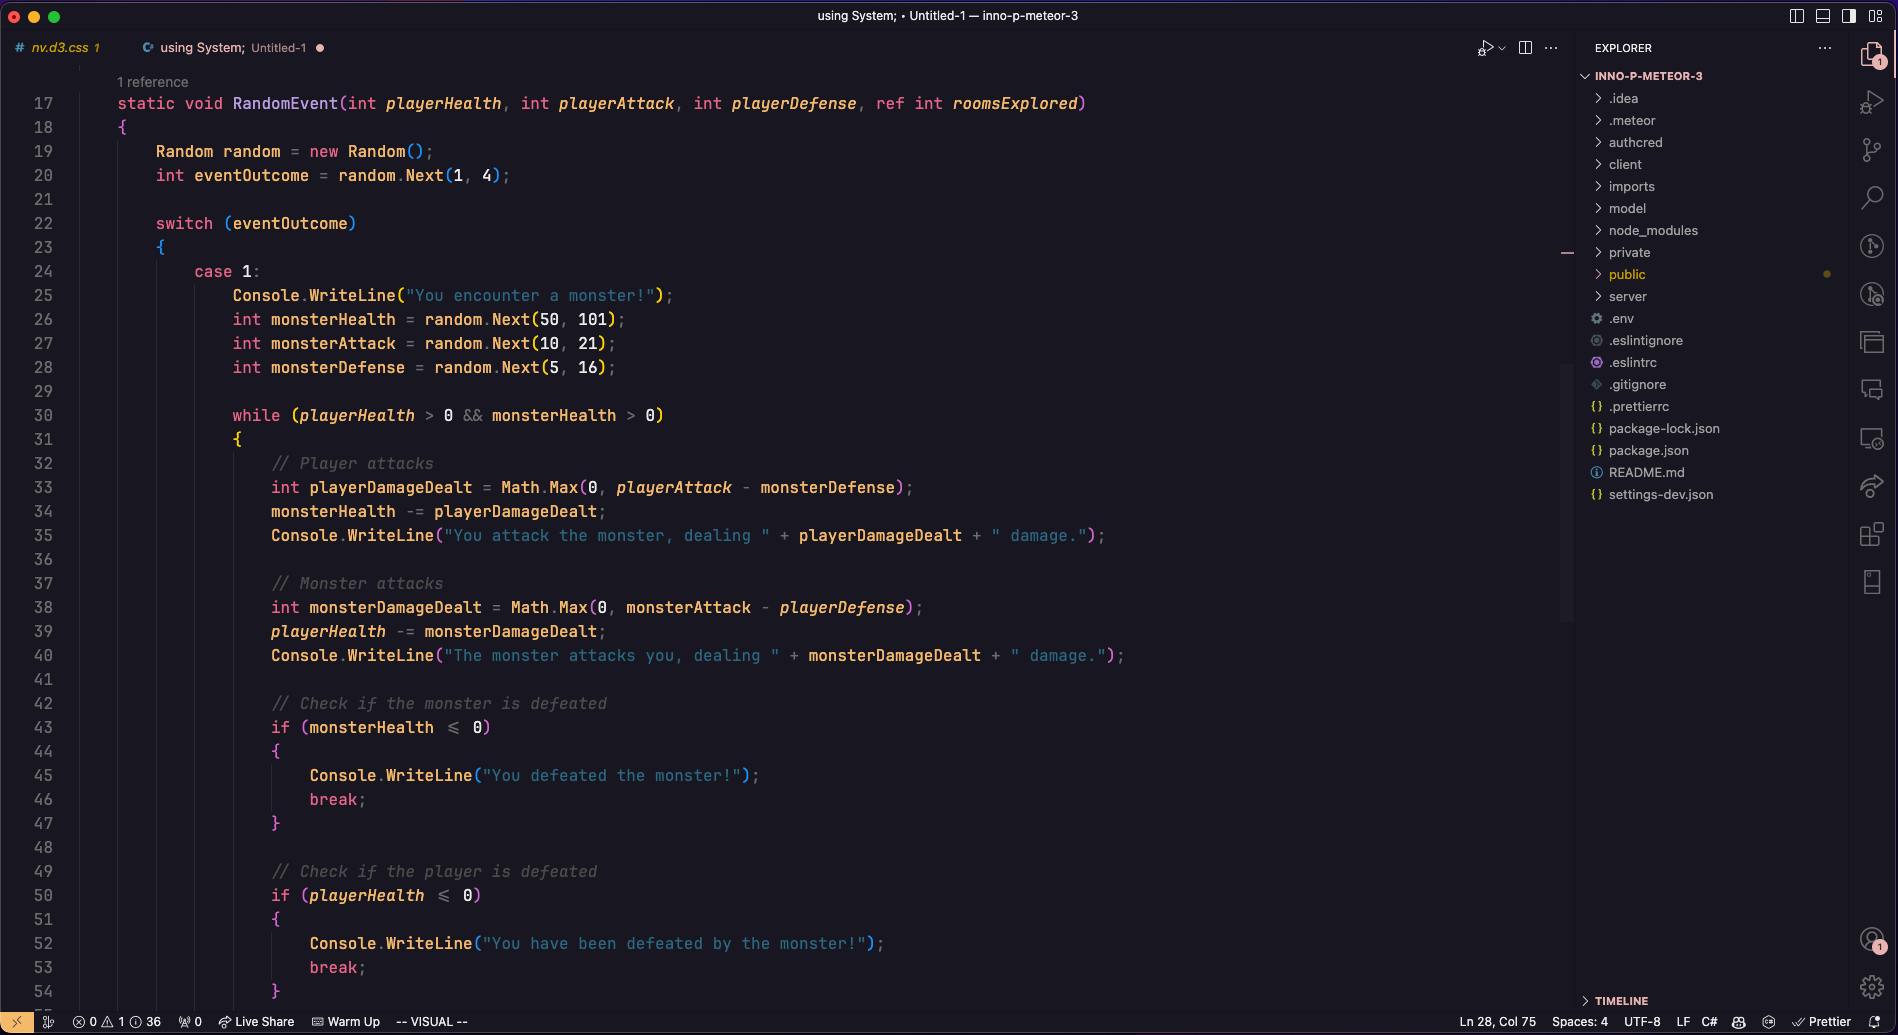 using System; • Untitled-1 — inno-p-meteor-3
# nv.d3.css 1
using System; Untitled-1
1 reference
17 static void RandomEvent(int playerHealth, int playerAttack, int playerDefense, ref int roomsExplored)
18 {
19 Random random = new Random();
20 int eventOutcome = random.Next(1, 4);
21
22 switch (eventOutcome)
23 {
24 case 1:
25 Console.WriteLine("You encounter a monster!");
26 int monsterHealth = random.Next(50, 101);
27 int monsterAttack = random.Next(10, 21);
28 int monsterDefense = random.Next(5, 16);
29
30 while (playerHealth > 0 && monsterHealth > 0)
31 {
32 // Player attacks
33 int playerDamageDealt = Math.Max(0, playerAttack - monsterDefense);
34 monsterHealth -= playerDamageDealt;
35 Console.WriteLine("You attack the monster, dealing " + playerDamageDealt + " damage.");
36
37 // Monster attacks
38 int monsterDamageDealt = Math.Max(0, monsterAttack - playerDefense);
39 playerHealth -= monsterDamageDealt;
40 Console.WriteLine("The monster attacks you, dealing " + monsterDamageDealt + " damage.");
41
42 // Check if the monster is defeated
43 if (monsterHealth ⩽ 0)
44 {
45 Console.WriteLine("You defeated the monster!");
46 break;
47 }
48
49 // Check if the player is defeated
50 if (playerHealth ⩽ 0)
51 {
52 Console.WriteLine("You have been defeated by the monster!");
53 break;
54 }
EXPLORER
INNO-P-METEOR-3
.idea
.meteor
authcred
client
imports
model
node_modules
private
public
server
.env
.eslintignore
.eslintrc
.gitignore
{} .prettierrc
{} package-lock.json
{} package.json
README.md
{} settings-dev.json
TIMELINE
1
1
0 1 36 0 Live Share Warm Up -- VISUAL -- Ln 28, Col 75 Spaces: 4 UTF-8 LF C# Prettier